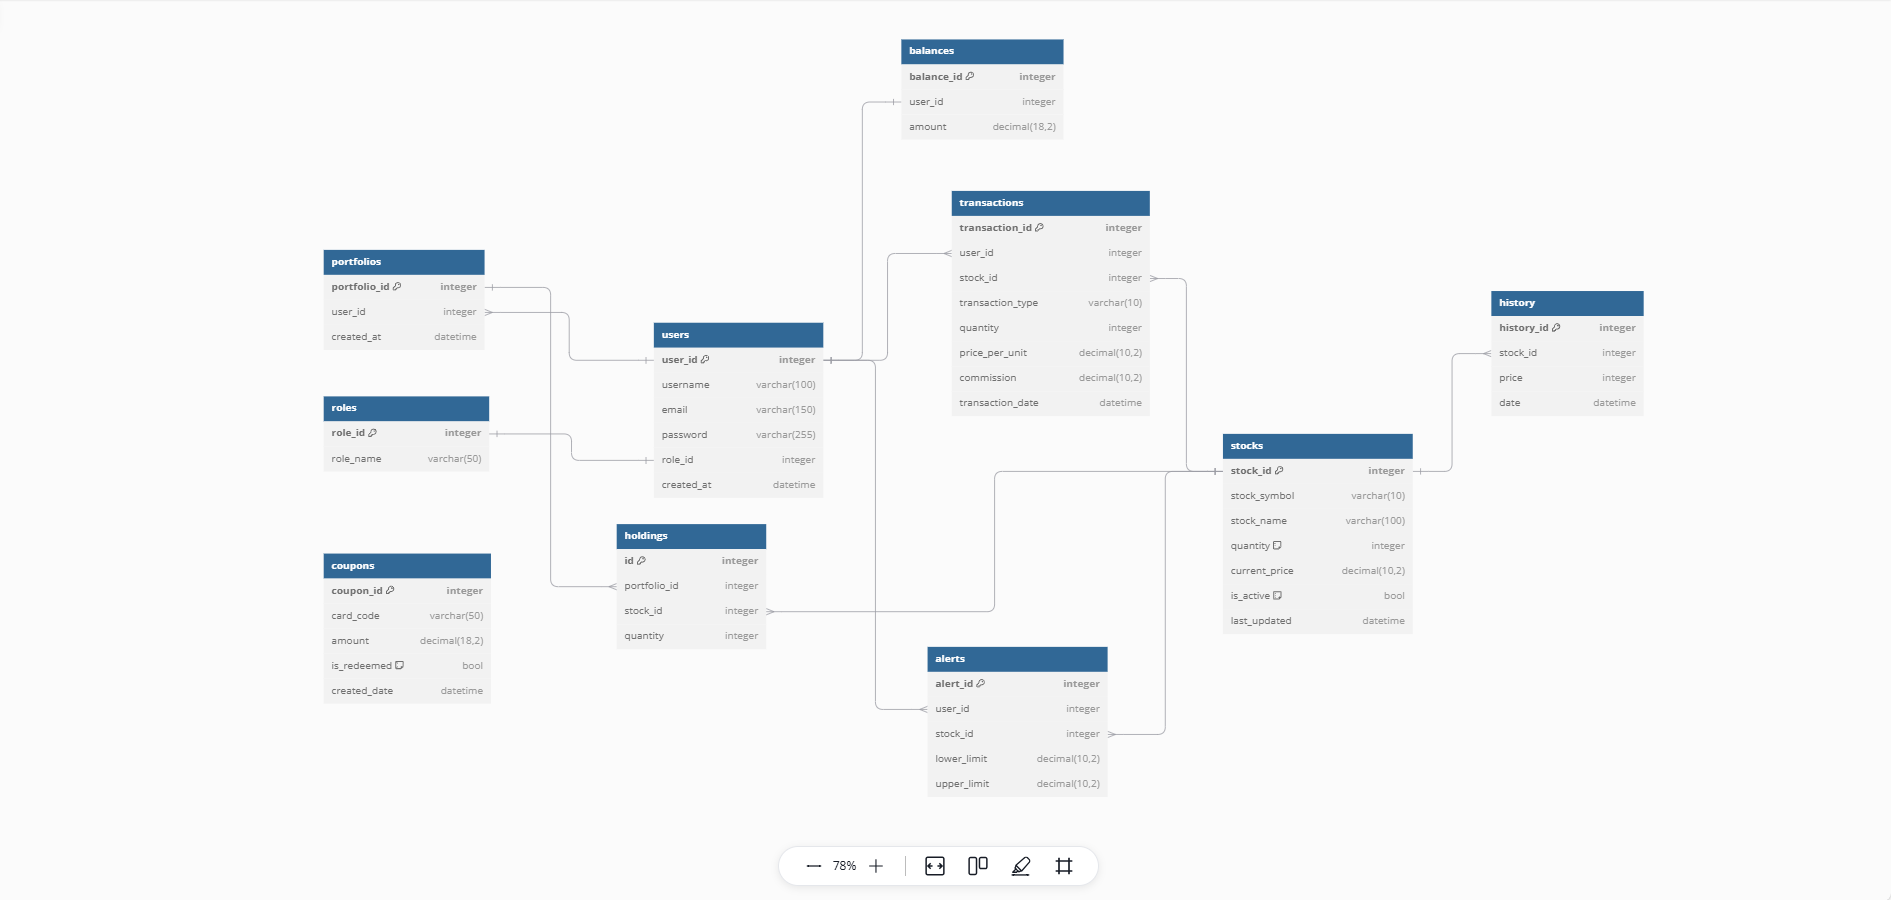 balances
balance_id integer
user_id integer
amount decimal(18,2)
transactions
transaction_id integer
user_id integer
stock_id integer
transaction_type varchar(10)
quantity integer
price_per_unit decimal(10,2)
commission decimal(10,2)
transaction_date datetime
portfolios
portfolio_id integer
user_id integer
created_at datetime
users
user_id integer
username varchar(100)
email varchar(150)
password varchar(255)
role_id integer
created_at datetime
history
history_id integer
stock_id integer
price integer
date datetime
roles
role_id integer
role_name varchar(50)
stocks
stock_id integer
stock_symbol varchar(10)
stock_name varchar(100)
quantity integer
current_price decimal(10,2)
is_active bool
last_updated datetime
holdings
id integer
portfolio_id integer
stock_id integer
quantity integer
coupons
coupon_id integer
card_code varchar(50)
amount decimal(18,2)
is_redeemed bool
created_date datetime
alerts
alert_id integer
user_id integer
stock_id integer
lower_limit decimal(10,2)
upper_limit decimal(10,2)
78%